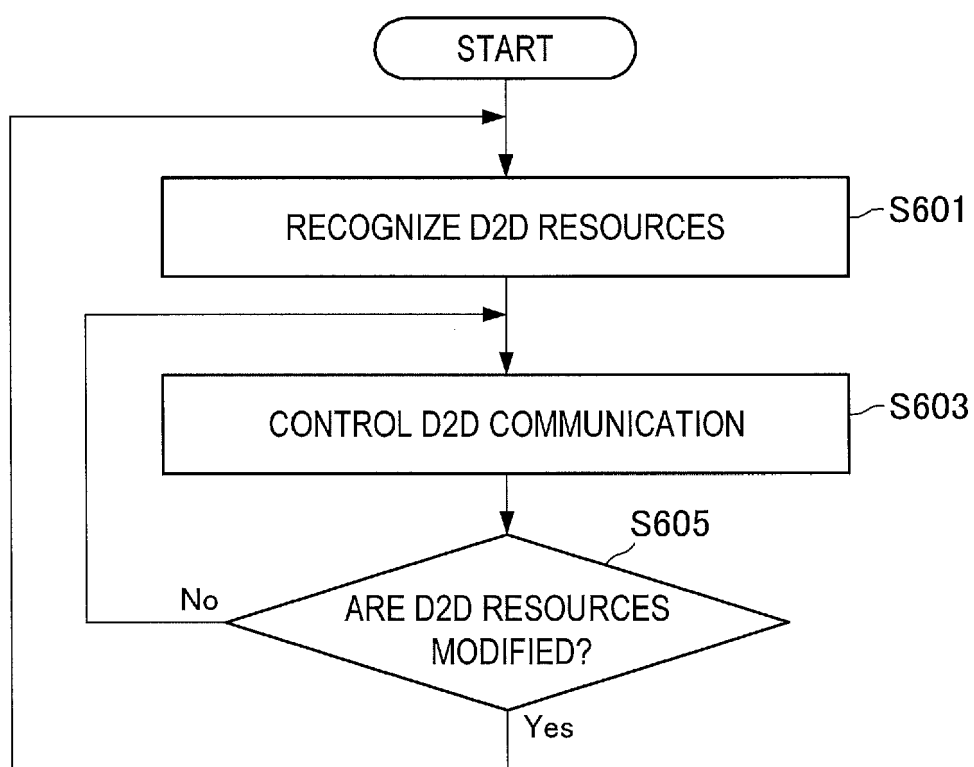 START
RECOGNIZE D2D RESOURCES
S601
CONTROL D2D COMMUNICATION
S603
S605
ARE D2D RESOURCES
MODIFIED?
No
Yes